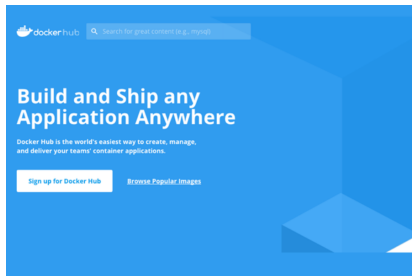 docker hub
Search for great content (e.g., mysql)
Build and Ship any
Application Anywhere
Docker Hub is the world's easiest way to create, manage,
and deliver your teams' container applications.
Sign up for Docker Hub
Browse Popular Images